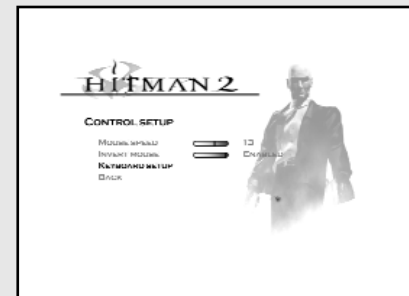 HITMAN 2
CONTROL SETUP
MOUSE SPEED 13
INVERT MOUSE ENABLED
KEYBOARD SETUP
BACK